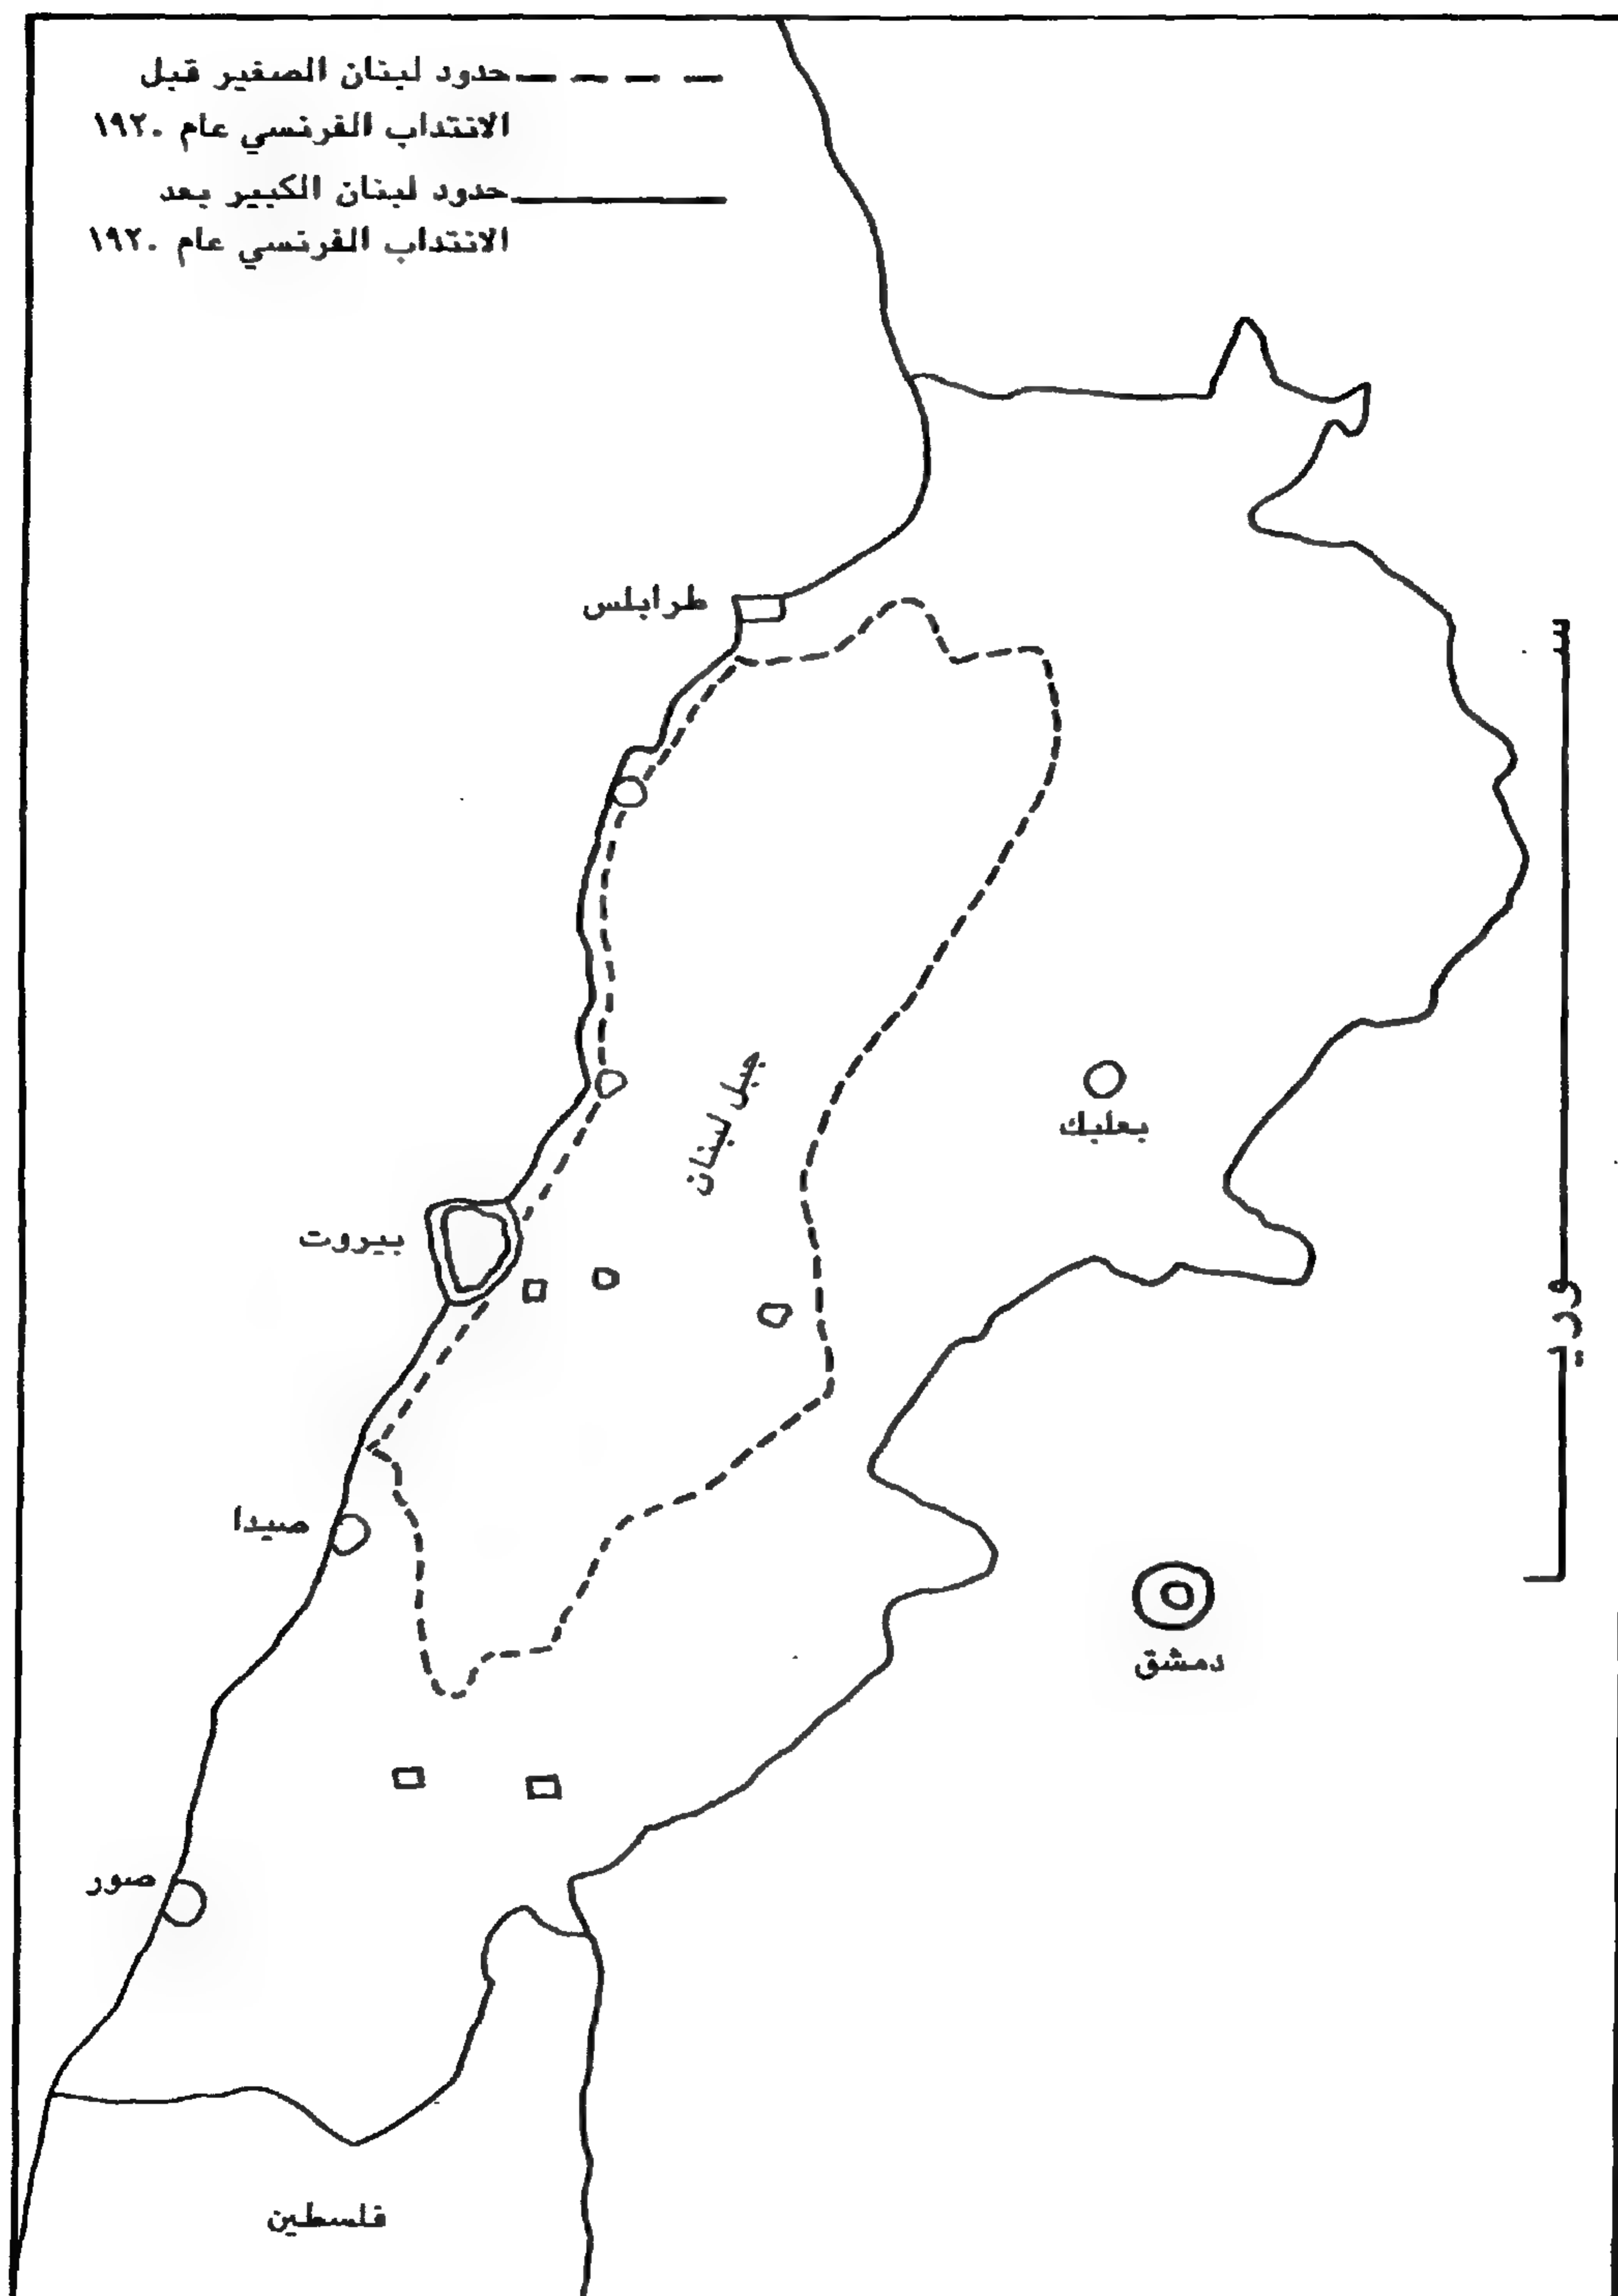 حدود لبنان الصغير قبل
الانتداب الفرنسي عام ١٩٢٠
حدود لبنان الكبير بعد
الانتداب الفرنسي عام ١٩٢٠
طرابلس
جبل لبنان
بعلبك
بيروت
سوريا
صيدا
دمشق
صور
فلسطين